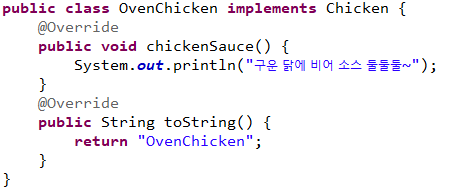 public class OvenChicken implements Chicken {
@Override
public void chickenSauce() {
System.out.println("구운 닭에 비어 소스 둘둘둘~");
}
@Override
public String toString() {
return "OvenChicken";
}
}